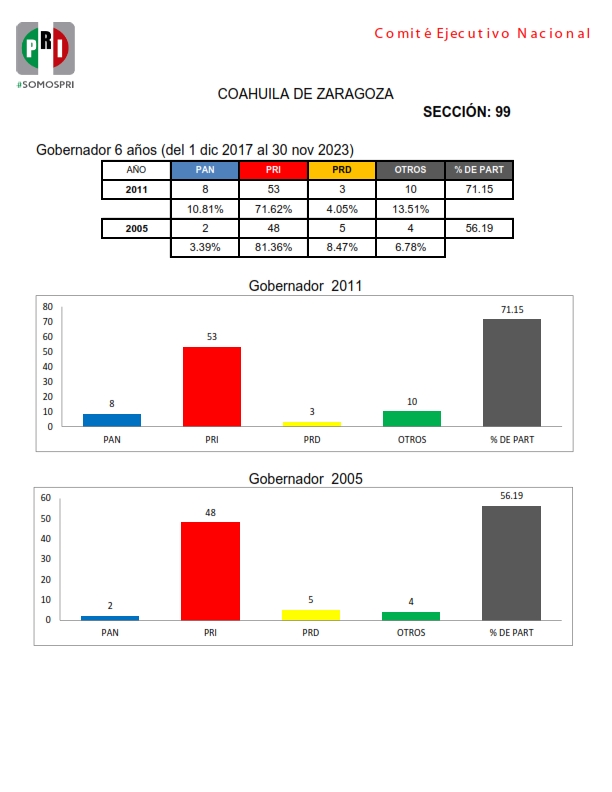 PRI
#SOMOSPRI
Comité Ejecutivo Nacional
COAHUILA DE ZARAGOZA
SECCIÓN: 99
Gobernador 6 años (del 1 dic 2017 al 30 nov 2023)
AÑO PAN PRI PRD OTROS % DE PART
2011 8 53 3 10 71.15
10.81% 71.62% 4.05% 13.51%
2005 2 48 5 4 56.19
3.39% 81.36% 8.47% 6.78%
Gobernador 2011
80
70
60
50
40
30
20
10
0
8
53
3
10
71.15
PAN PRI PRD OTROS % DE PART
Gobernador 2005
60
50
40
30
20
10
0
2
48
5
4
56.19
PAN PRI PRD OTROS % DE PART